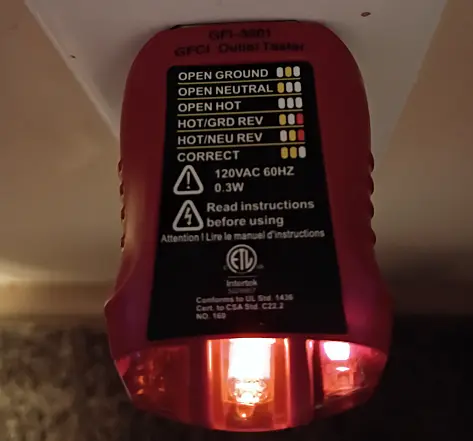 GFI-3501
GFCI Outlet Tester
OPEN GROUND
OPEN NEUTRAL
OPEN HOT
HOT/GRD REV
HOT/NEU REV
CORRECT
120VAC 60HZ
0.3W
Read instructions
before using
Attention ! Lire le manuel d'instructions
ETL
Intertek
Conforms to UL Std. 1436
Cert. to CSA Std. C22.2
NO. 160